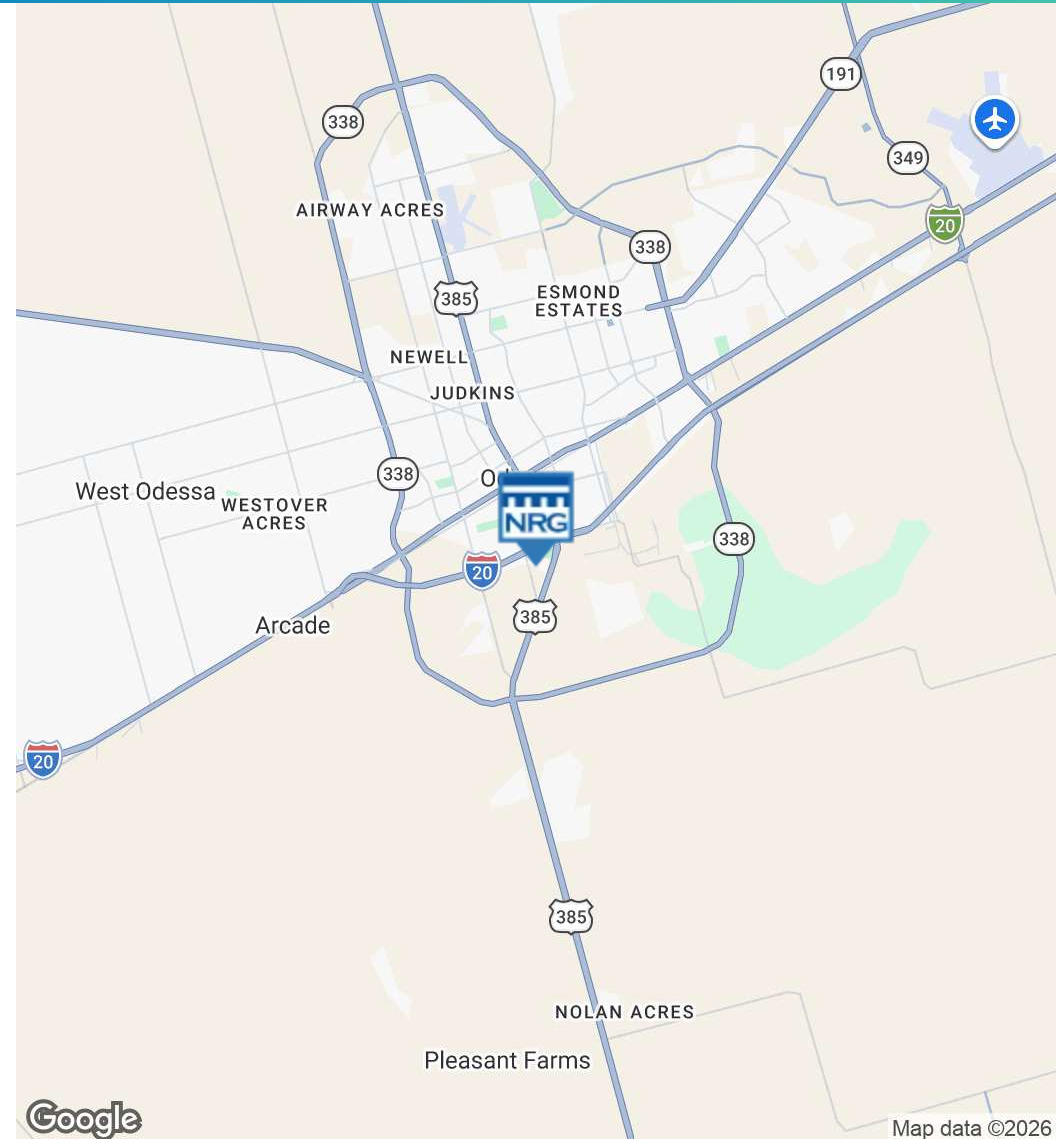 191
338
349
AIRWAY ACRES
20
338
385
ESMOND
ESTATES
NEWELL
JUDKINS
338
West Odessa
WESTOVER
ACRES
NRG
338
20
385
Arcade
20
385
NOLAN ACRES
Pleasant Farms
Google
Map data ©2026